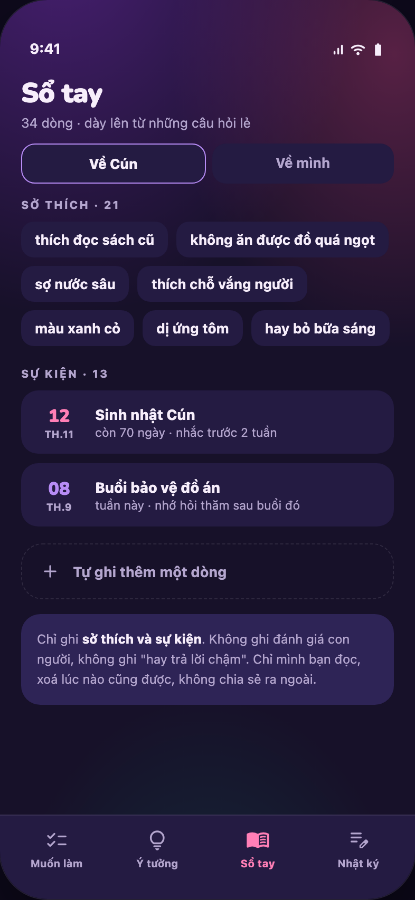 9:41
Sổ tay
34 dòng · dày lên từ những câu hỏi lẻ
Về Cún
Về mình
SỞ THÍCH · 21
thích đọc sách cũ
không ăn được đồ quá ngọt
sợ nước sâu
thích chỗ vắng người
màu xanh cỏ
dị ứng tôm
hay bỏ bữa sáng
SỰ KIỆN · 13
12
TH.11
Sinh nhật Cún
còn 70 ngày · nhắc trước 2 tuần
08
TH.9
Buổi bảo vệ đồ án
tuần này · nhớ hỏi thăm sau buổi đó
+ Tự ghi thêm một dòng
Chỉ ghi sở thích và sự kiện. Không ghi đánh giá con
người, không ghi "hay trả lời chậm". Chỉ mình bạn đọc,
xoá lúc nào cũng được, không chia sẻ ra ngoài.
Muốn làm
Ý tưởng
Sổ tay
Nhật ký